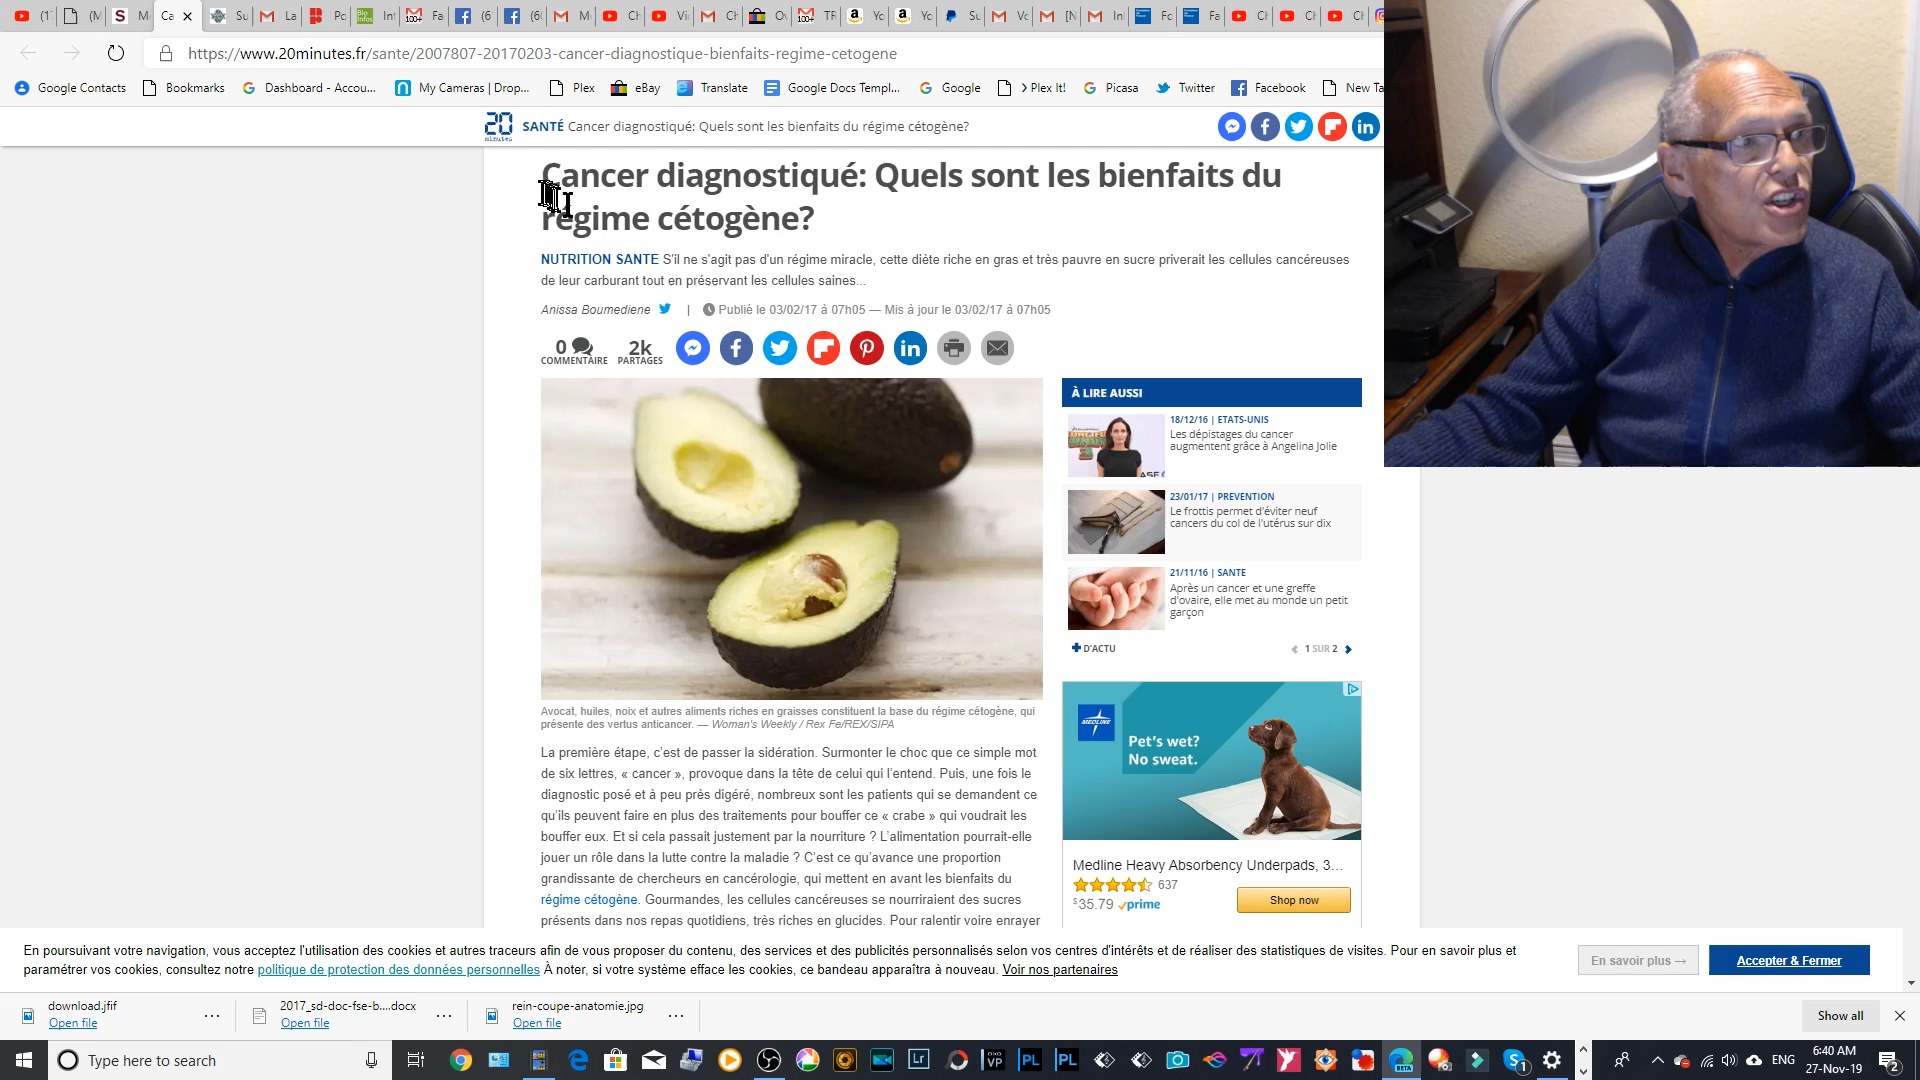 https://www.20minutes.fr/sante/2007807-20170203-cancer-diagnostique-bienfaits-regime-cetogene
Google Contacts Bookmarks Dashboard - Accou... My Cameras | Drop... Plex eBay Translate Google Docs Templ... Google > Plex It! Picasa Twitter Facebook New Ta
20 minutes SANTÉ Cancer diagnostiqué: Quels sont les bienfaits du régime cétogène?
Cancer diagnostiqué: Quels sont les bienfaits du
régime cétogène?
NUTRITION SANTE S'il ne s'agit pas d'un régime miracle, cette diète riche en gras et très pauvre en sucre priverait les cellules cancéreuses
de leur carburant tout en préservant les cellules saines...
Anissa Boumediene | Publié le 03/02/17 à 07h05 — Mis à jour le 03/02/17 à 07h05
0 2k
COMMENTAIRE PARTAGES
Avocat, huiles, noix et autres aliments riches en graisses constituent la base du régime cétogène, qui
présente des vertus anticancer. — Woman's Weekly / Rex Fe/REX/SIPA
La première étape, c'est de passer la sidération. Surmonter le choc que ce simple mot
de six lettres, « cancer », provoque dans la tête de celui qui l'entend. Puis, une fois le
diagnostic posé et à peu près digéré, nombreux sont les patients qui se demandent ce
qu'ils peuvent faire en plus des traitements pour bouffer ce « crabe » qui voudrait les
bouffer eux. Et si cela passait justement par la nourriture ? L'alimentation pourrait-elle
jouer un rôle dans la lutte contre la maladie ? C'est ce qu'avance une proportion
grandissante de chercheurs en cancérologie, qui mettent en avant les bienfaits du
régime cétogène. Gourmandes, les cellules cancéreuses se nourriraient des sucres
présents dans nos repas quotidiens, très riches en glucides. Pour ralentir voire enrayer
À LIRE AUSSI
18/12/16 | ETATS-UNIS
Les dépistages du cancer
augmentent grâce à Angelina Jolie
23/01/17 | PREVENTION
Le frottis permet d'éviter neuf
cancers du col de l'utérus sur dix
21/11/16 | SANTE
Après un cancer et une greffe
d'ovaire, elle met au monde un petit
garçon
D'ACTU 1 SUR 2
MEDLINE
Pet's wet?
No sweat.
Medline Heavy Absorbency Underpads, 3...
637
$35.79 prime
Shop now
En poursuivant votre navigation, vous acceptez l'utilisation des cookies et autres traceurs afin de vous proposer du contenu, des services et des publicités personnalisés selon vos centres d'intérêts et de réaliser des statistiques de visites. Pour en savoir plus et
paramétrer vos cookies, consultez notre politique de protection des données personnelles À noter, si votre système efface les cookies, ce bandeau apparaîtra à nouveau. Voir nos partenaires
En savoir plus → Accepter & Fermer
download.jfif 2017_sd-doc-fse-b....docx rein-coupe-anatomie.jpg
Open file Open file Open file
Show all
Type here to search
ENG 6:40 AM
27-Nov-19